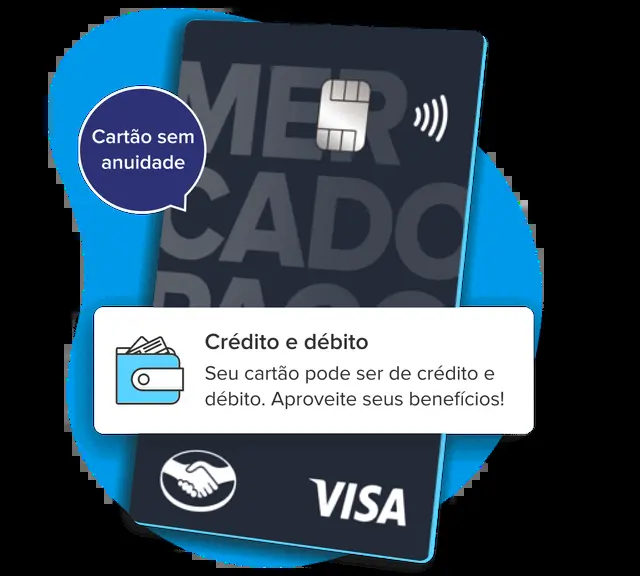 MER
CADO
PAGO
Cartão sem
anuidade
Crédito e débito
Seu cartão pode ser de crédito e
débito. Aproveite seus benefícios!
VISA